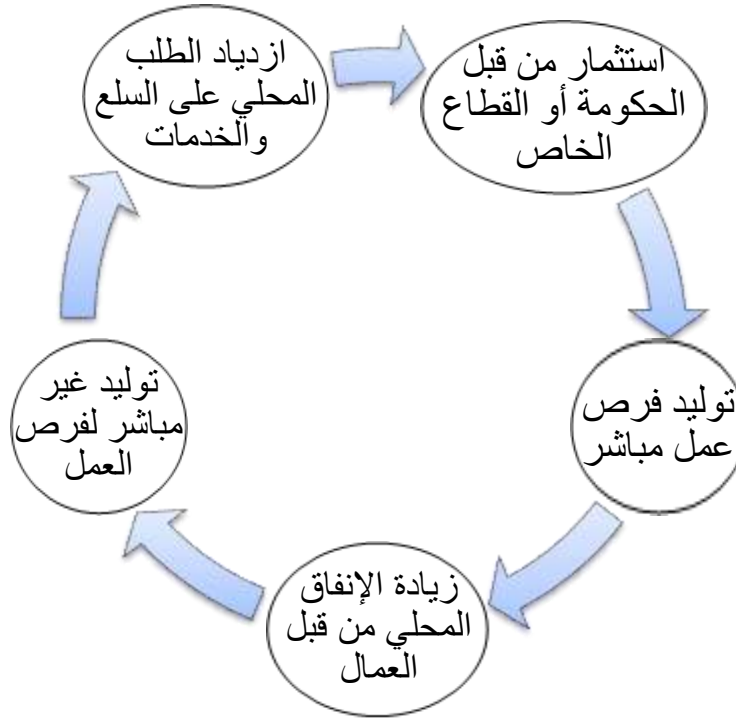 استثمار من قبل
الحكومة أو القطاع
الخاص
توليد فرص
عمل مباشر
زيادة الإنفاق
المحلي من قبل
العمال
توليد غير
مباشر لفرص
العمل
ازدياد الطلب
المحلي على السلع
والخدمات